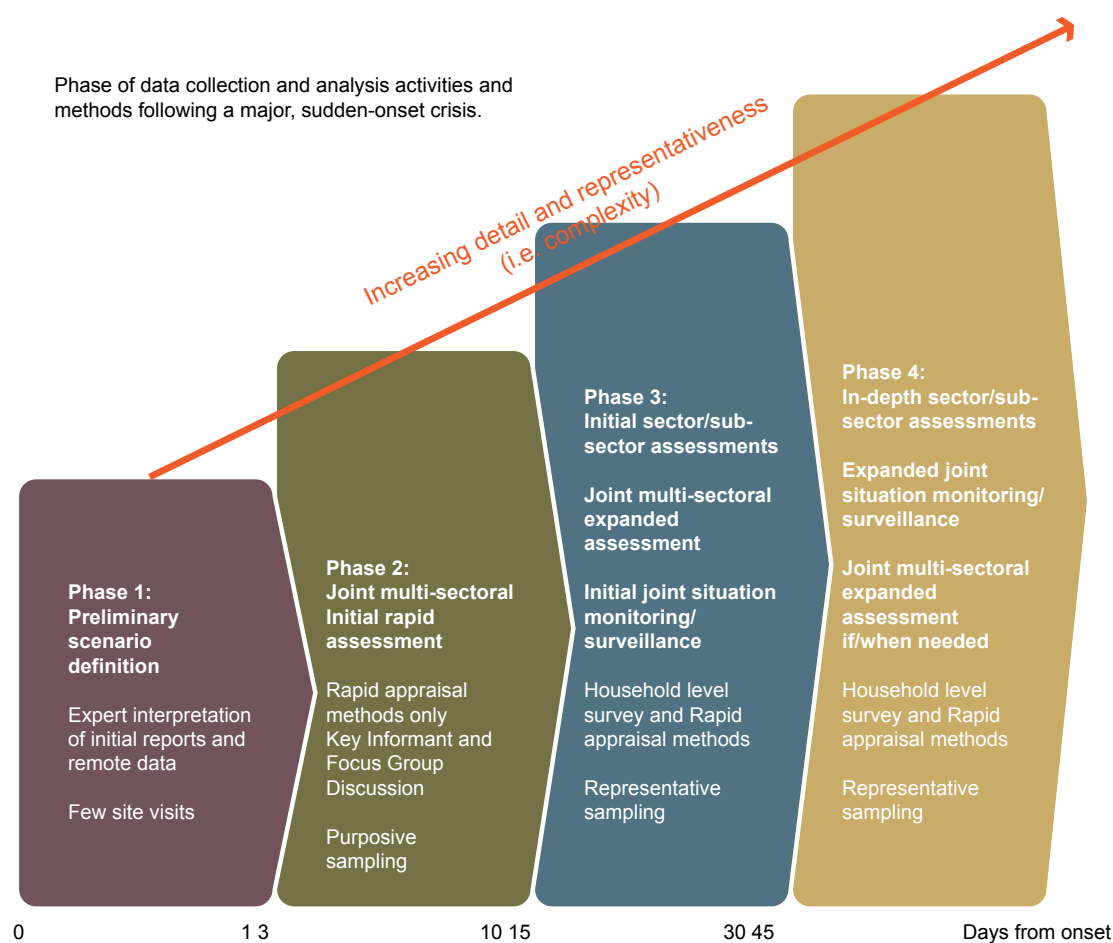 Phase of data collection and analysis activities and
methods following a major, sudden-onset crisis.
Increasing detail and representativeness
(i.e. complexity)
Phase 1:
Preliminary
scenario
definition
Expert interpretation
of initial reports and
remote data
Few site visits
Phase 2:
Joint multi-sectoral
Initial rapid
assessment
Rapid appraisal
methods only
Key Informant and
Focus Group
Discussion
Purposive
sampling
Phase 3:
Initial sector/sub-
sector assessments
Joint multi-sectoral
expanded
assessment
Initial joint situation
monitoring/
surveillance
Household level
survey and Rapid
appraisal methods
Representative
sampling
Phase 4:
In-depth sector/sub-
sector assessments
Expanded joint
situation monitoring/
surveillance
Joint multi-sectoral
expanded
assessment
if/when needed
Household level
survey and Rapid
appraisal methods
Representative
sampling
0 1 3 10 15 30 45 Days from onset